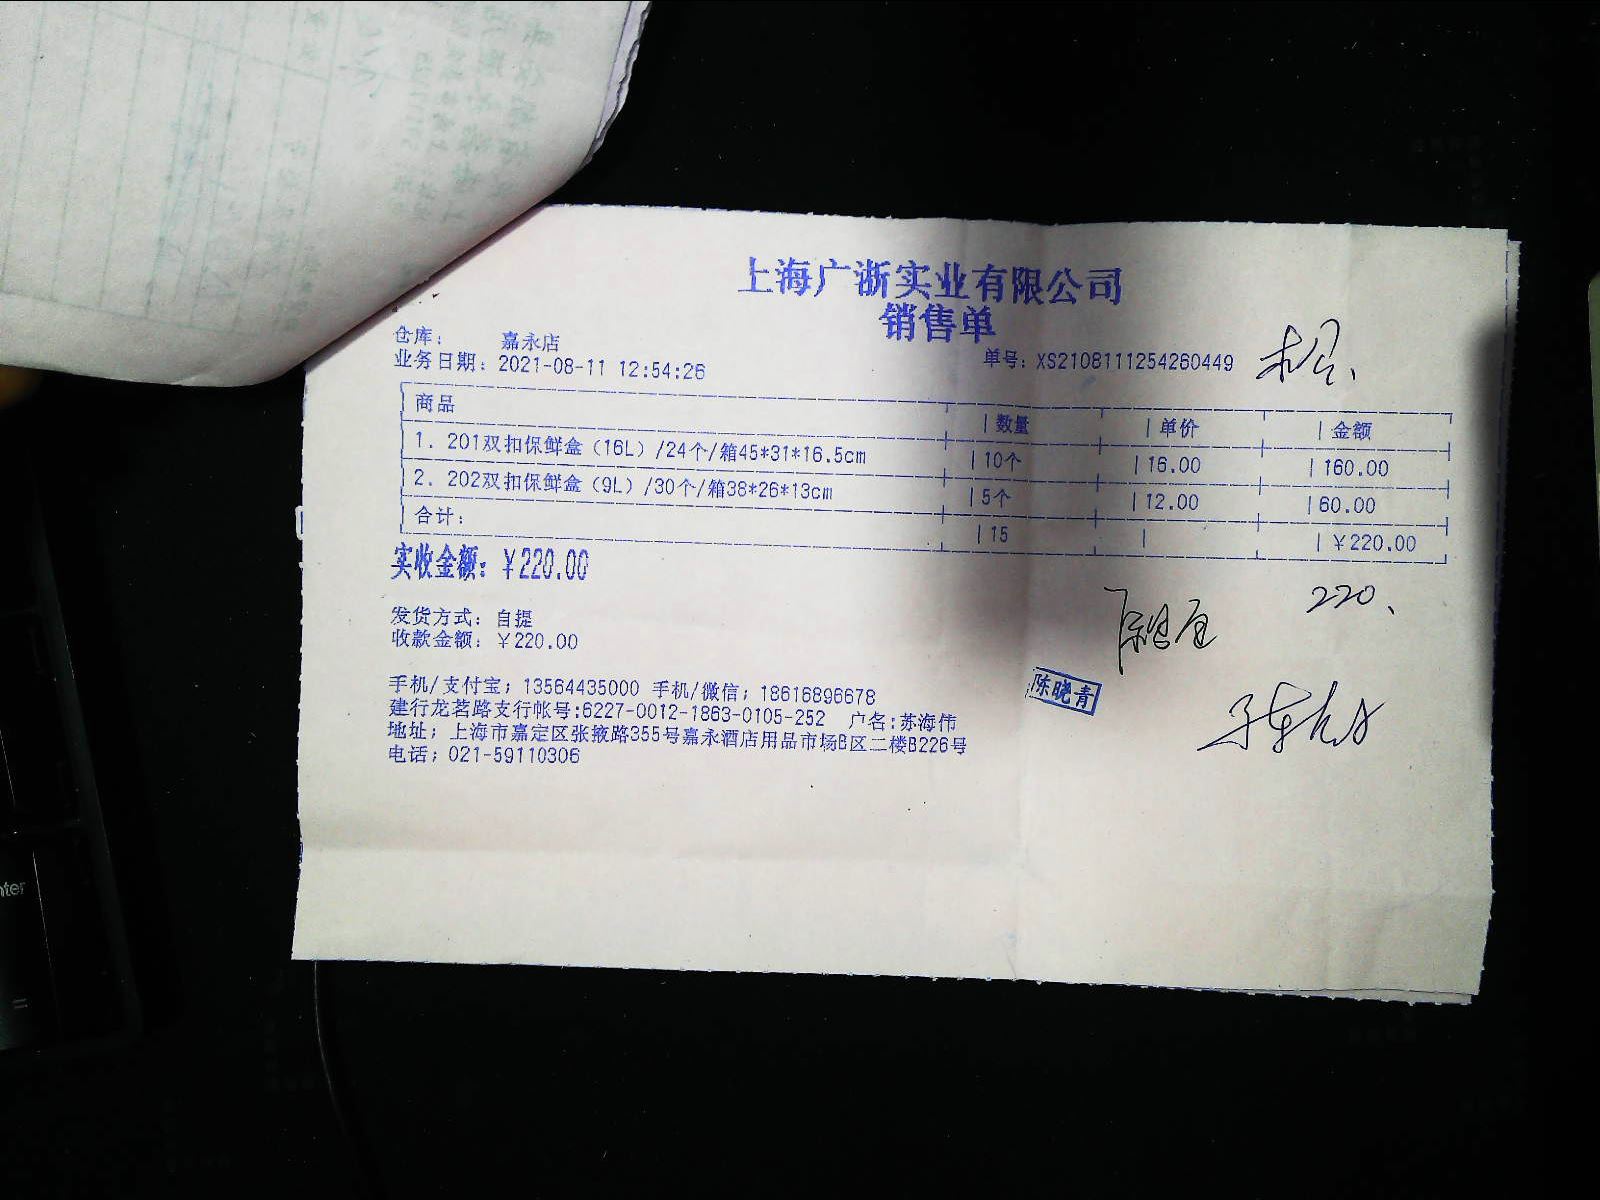 上海广浙实业有限公司
销售单
仓库： 嘉永店
业务日期：2021-08-11 12:54:26 单号：XS2108111254260449
商品 数量 单价 金额
1. 201双扣保鲜盒（16L）/24个/箱45*31*16.5cm 10个 16.00 160.00
2. 202双扣保鲜盒（9L）/30个/箱38*26*13cm 5个 12.00 60.00
合计： 15 ￥220.00
实收金额：￥220.00
220、
发货方式：自提
收款金额：￥220.00
陈晓青
手机/支付宝；13564435000 手机/微信；18616896678
建行龙茗路支行帐号:6227-0012-1863-0105-252 户名:苏海伟
地址；上海市嘉定区张掖路355号嘉永酒店用品市场B区二楼B226号
电话；021-59110306
nter
=